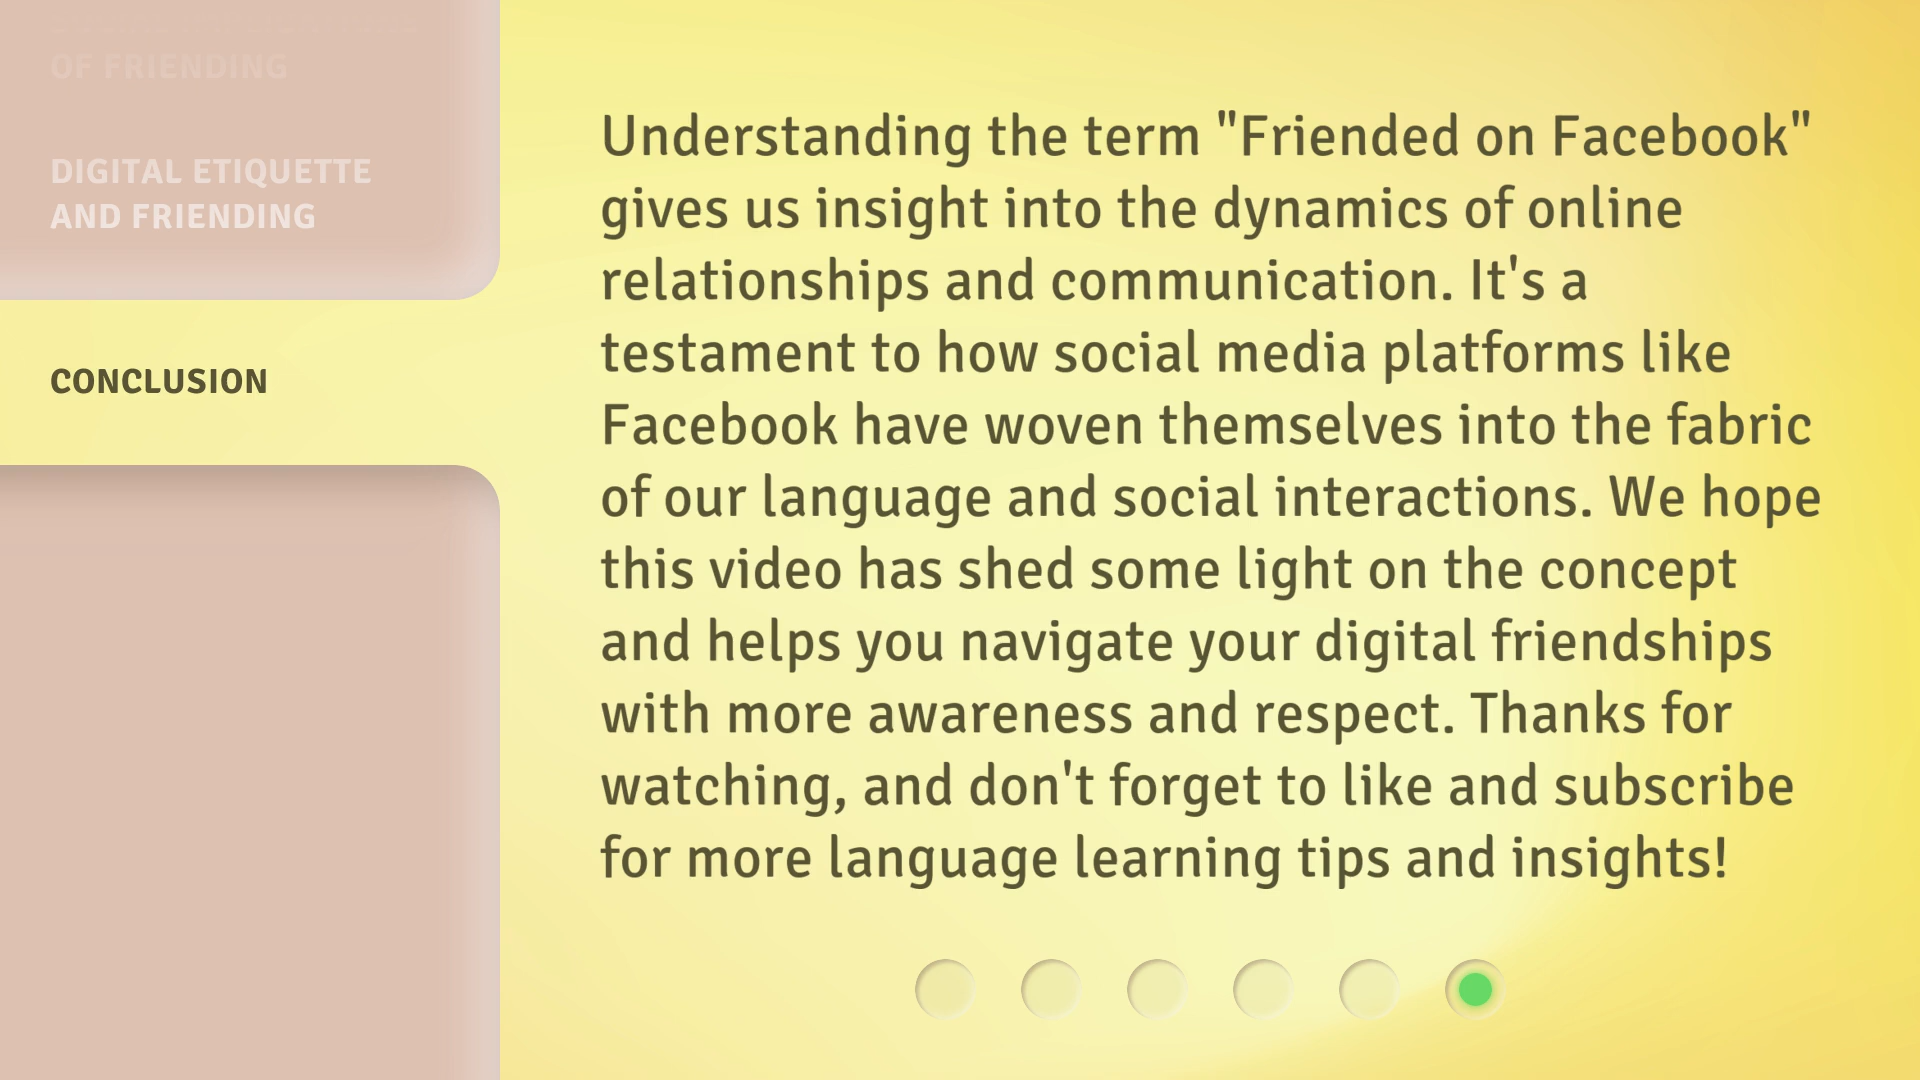 OF FRIENDING
DIGITAL ETIQUETTE
AND FRIENDING
CONCLUSION
Understanding the term "Friended on Facebook"
gives us insight into the dynamics of online
relationships and communication. It's a
testament to how social media platforms like
Facebook have woven themselves into the fabric
of our language and social interactions. We hope
this video has shed some light on the concept
and helps you navigate your digital friendships
with more awareness and respect. Thanks for
watching, and don't forget to like and subscribe
for more language learning tips and insights!